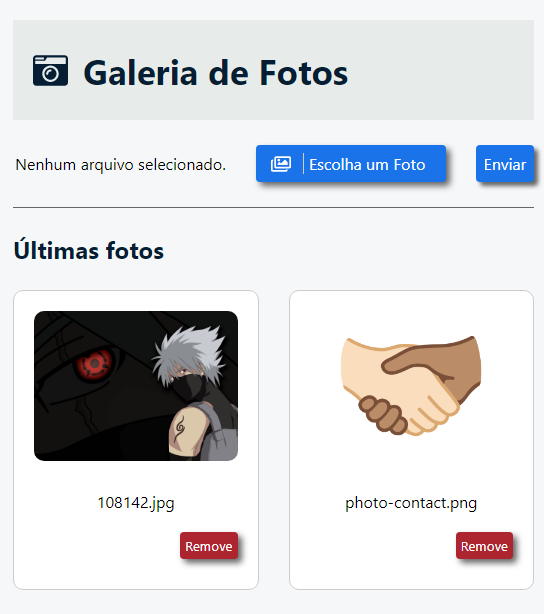 Galeria de Fotos
Nenhum arquivo selecionado.
Escolha um Foto
Enviar
Últimas fotos
108142.jpg
photo-contact.png
Remove
Remove